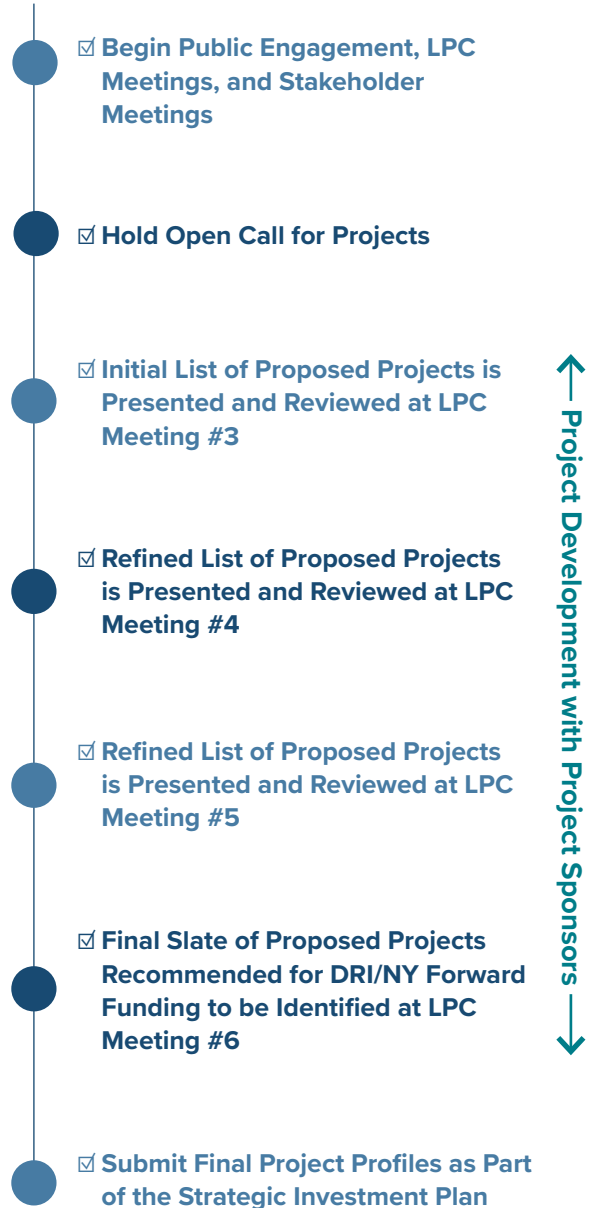 ☑ Begin Public Engagement, LPC
Meetings, and Stakeholder
Meetings
☑ Hold Open Call for Projects
☑ Initial List of Proposed Projects is
Presented and Reviewed at LPC
Meeting #3
☑ Refined List of Proposed Projects
is Presented and Reviewed at LPC
Meeting #4
☑ Refined List of Proposed Projects
is Presented and Reviewed at LPC
Meeting #5
☑ Final Slate of Proposed Projects
Recommended for DRI/NY Forward
Funding to be Identified at LPC
Meeting #6
☑ Submit Final Project Profiles as Part
of the Strategic Investment Plan
Project Development with Project Sponsors